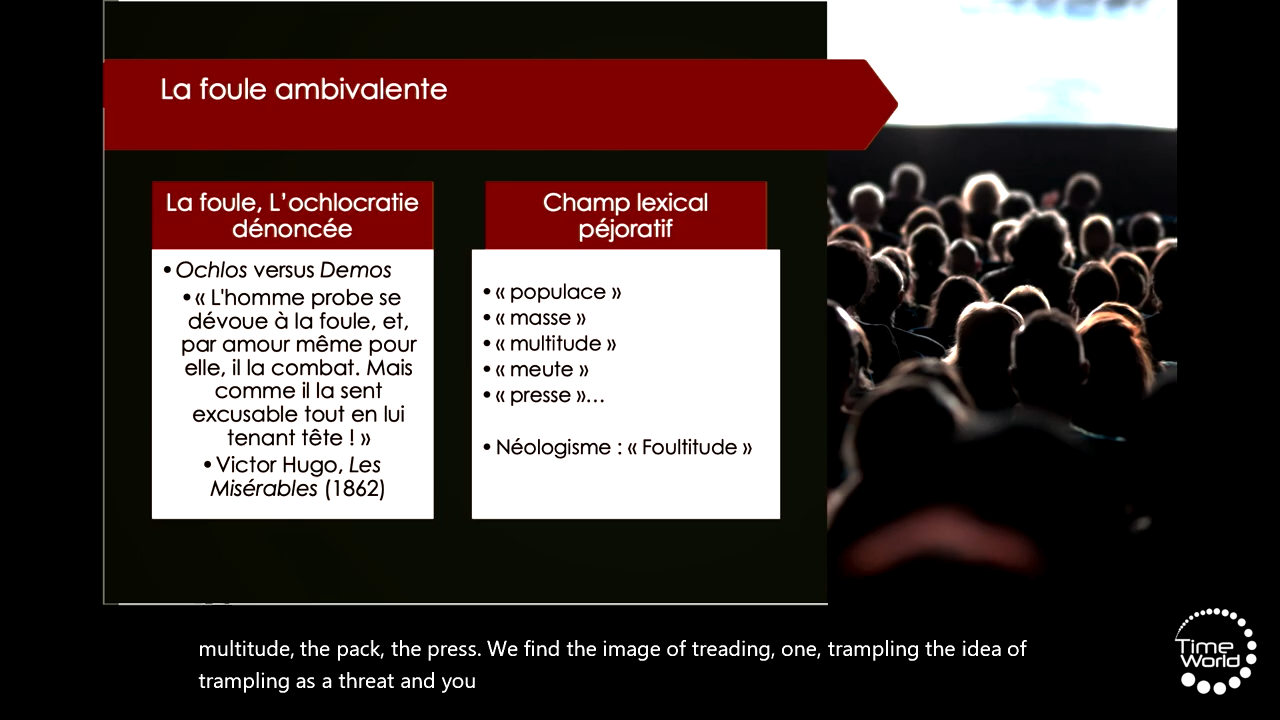 La foule ambivalente
La foule, L'ochlocratie
dénoncée
•Ochlos versus Demos
•« L'homme probe se
dévoue à la foule, et,
par amour même pour
elle, il la combat. Mais
comme il la sent
excusable tout en lui
tenant tête ! »
•Victor Hugo, Les
Misérables (1862)
Champ lexical
péjoratif
•« populace »
•« masse »
•« multitude »
•« meute »
•« presse »…
•Néologisme : « Foultitude »
multitude, the pack, the press. We find the image of treading, one, trampling the idea of
trampling as a threat and you
Time
World